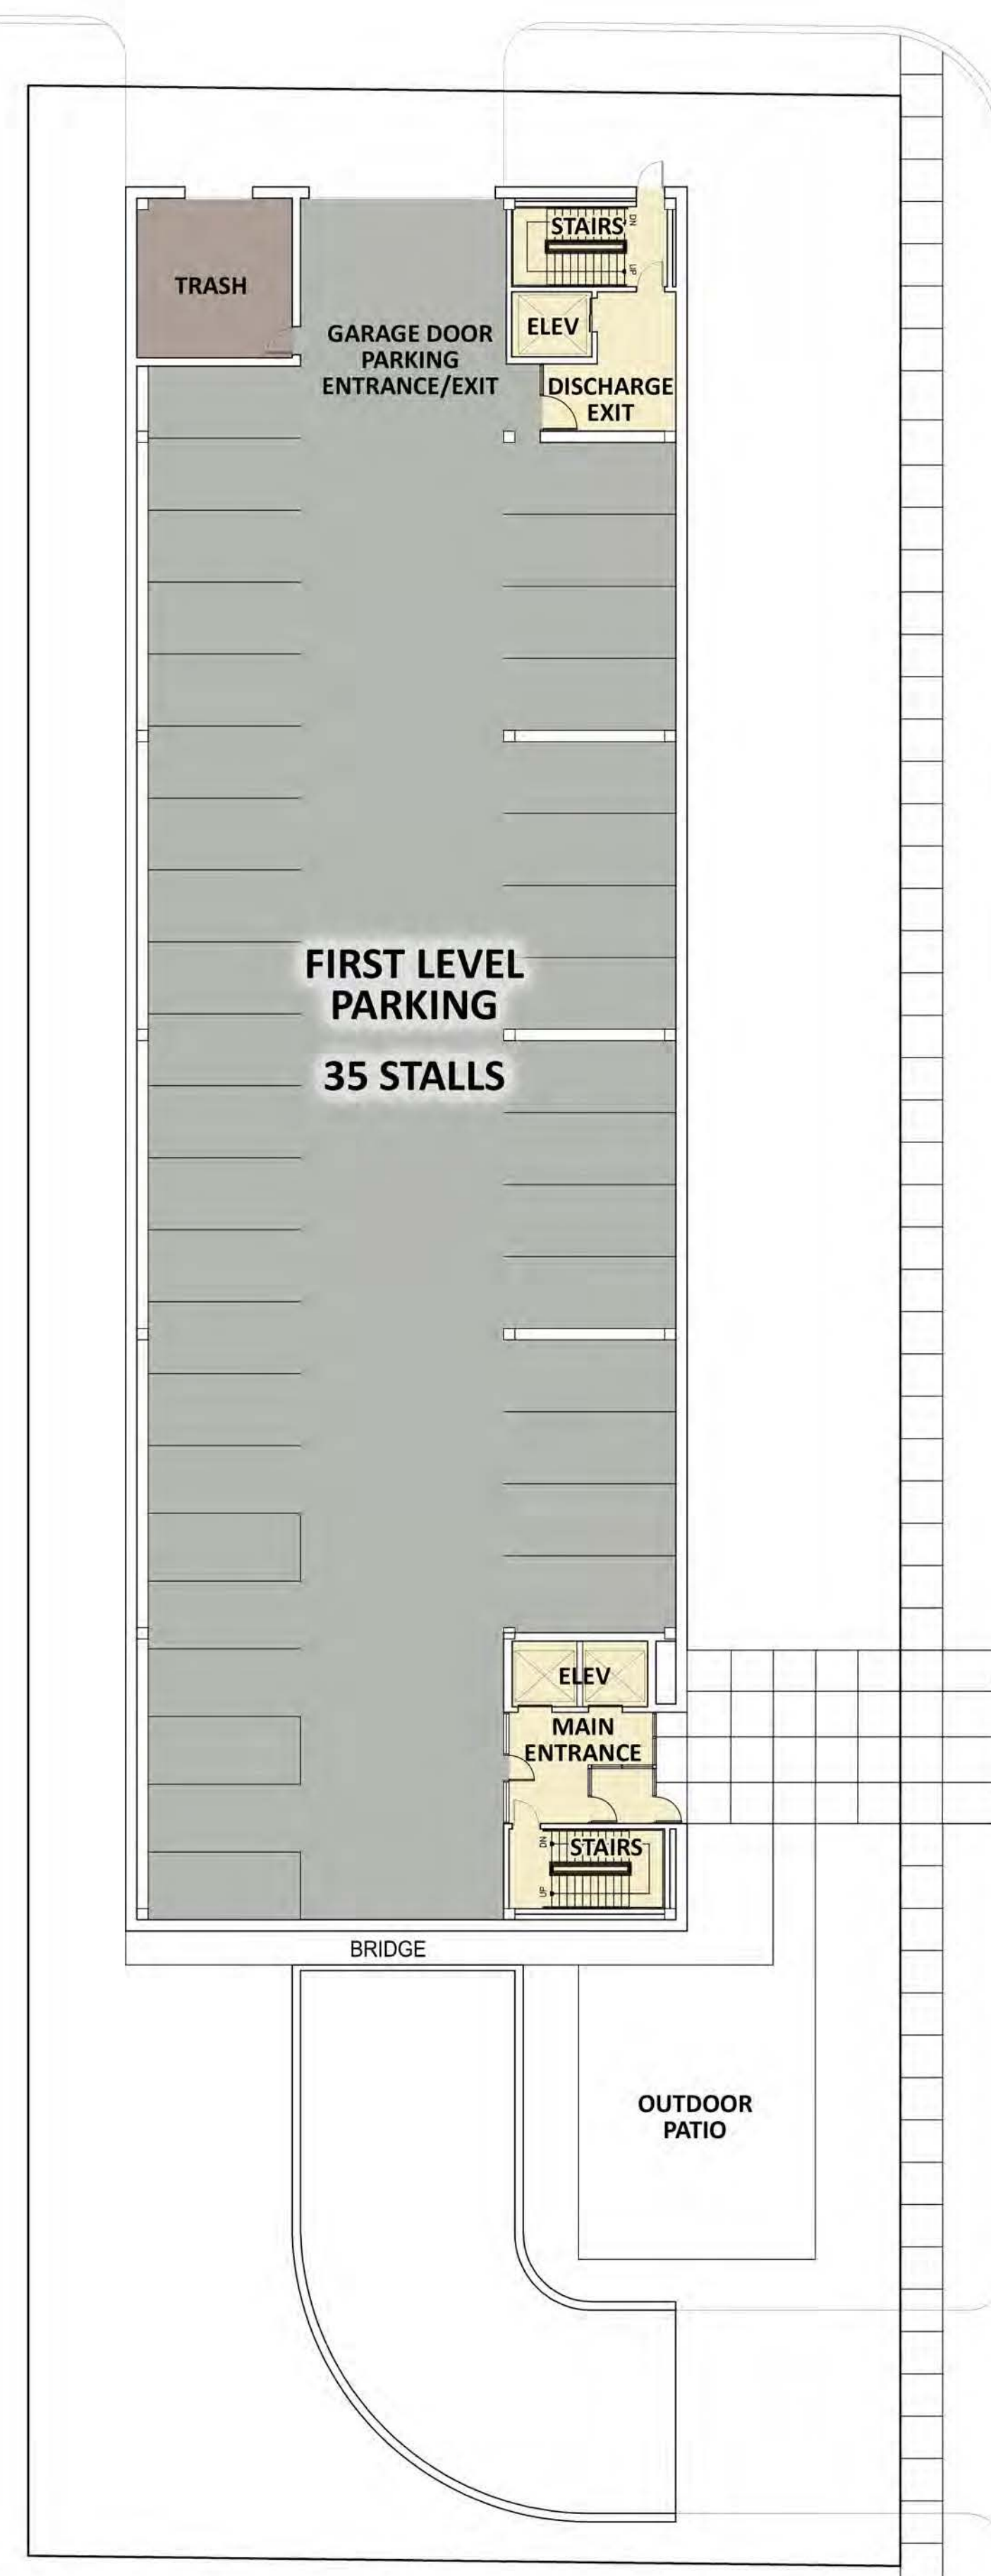 STAIRS
DN
UP
TRASH
ELEV
GARAGE DOOR
PARKING
ENTRANCE/EXIT
DISCHARGE
EXIT
FIRST LEVEL
PARKING
35 STALLS
ELEV
MAIN
ENTRANCE
DN
STAIRS
UP
BRIDGE
OUTDOOR
PATIO